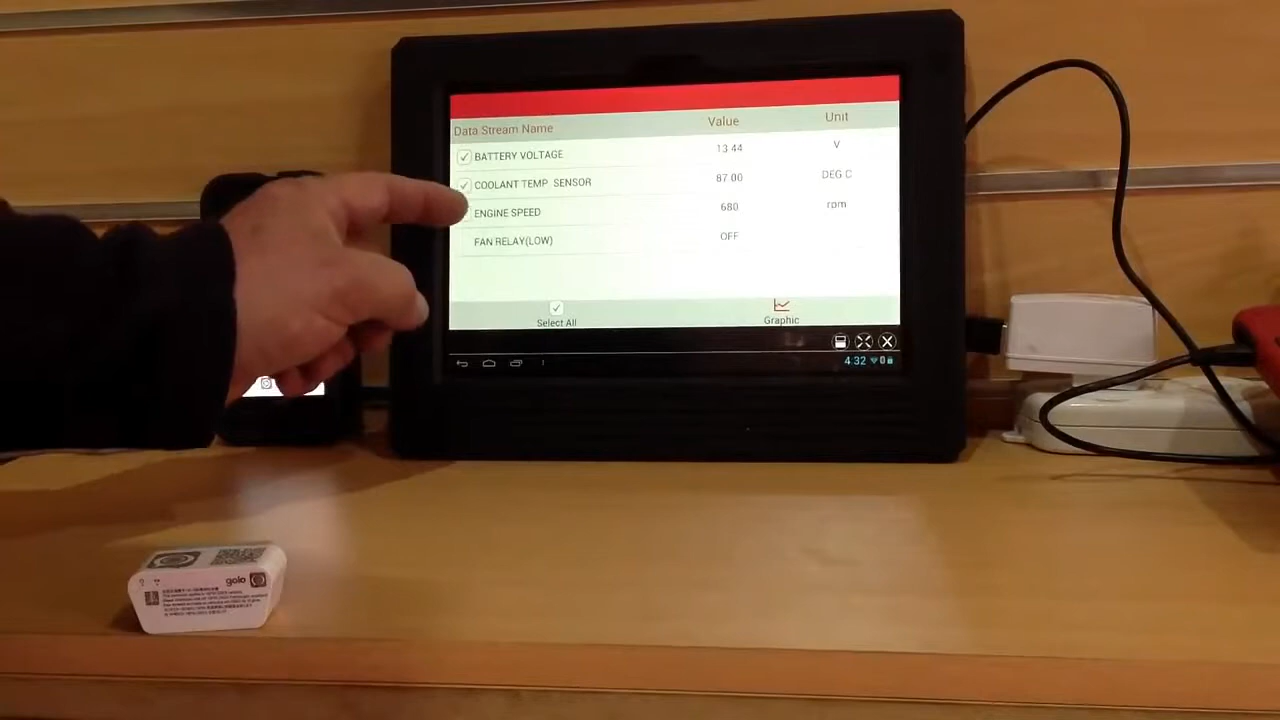 Data Stream Name Value Unit
BATTERY VOLTAGE 13.44 V
COOLANT TEMP SENSOR 87.00 DEG C
ENGINE SPEED 680 rpm
FAN RELAY(LOW) OFF
Select All Graphic
4:32
golo